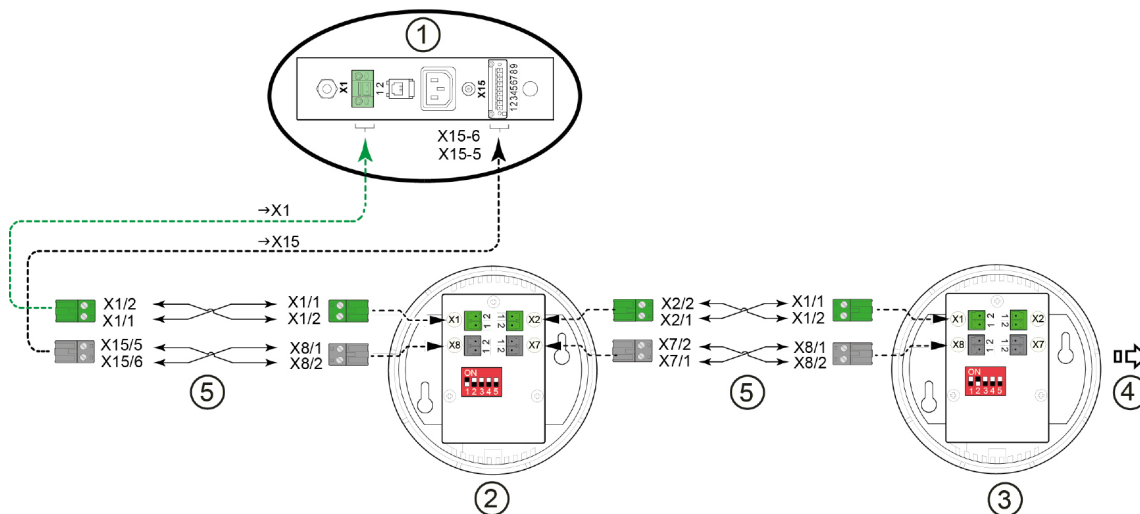 1
X1
1 2
X15
123456789
X15-6
X15-5
→X1
→X15
X1/2
X1/1
X1/1
X1/2
X15/5
X15/6
X8/1
X8/2
5
X1
1 2
1 2
X2
X8
1 2
1 2
X7
ON
1 2 3 4 5
2
X2/2
X2/1
X1/1
X1/2
X7/2
X7/1
X8/1
X8/2
5
X1
1 2
1 2
X2
X8
1 2
1 2
X7
ON
1 2 3 4 5
3
4